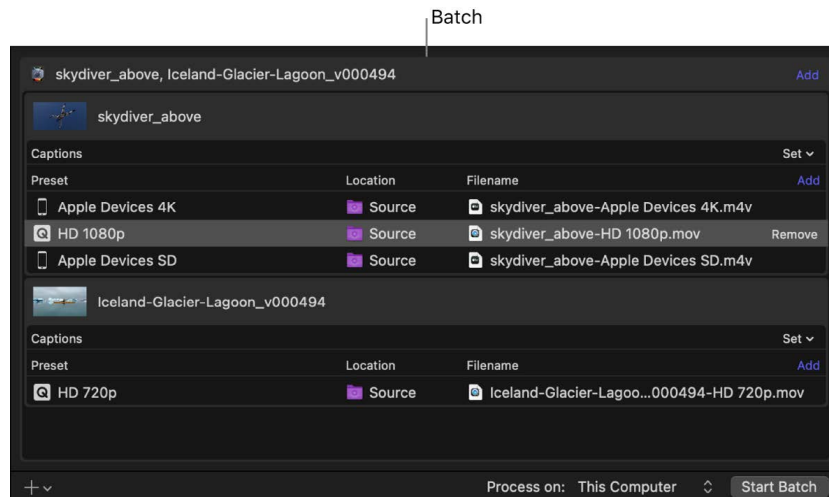 Batch
skydiver_above, Iceland-Glacier-Lagoon_v000494 Add
skydiver_above
Captions Set
Preset Location Filename Add
Apple Devices 4K Source skydiver_above-Apple Devices 4K.m4v
HD 1080p Source skydiver_above-HD 1080p.mov Remove
Apple Devices SD Source skydiver_above-Apple Devices SD.m4v
Iceland-Glacier-Lagoon_v000494
Captions Set
Preset Location Filename Add
HD 720p Source Iceland-Glacier-Lagoo...000494-HD 720p.mov
Process on: This Computer Start Batch